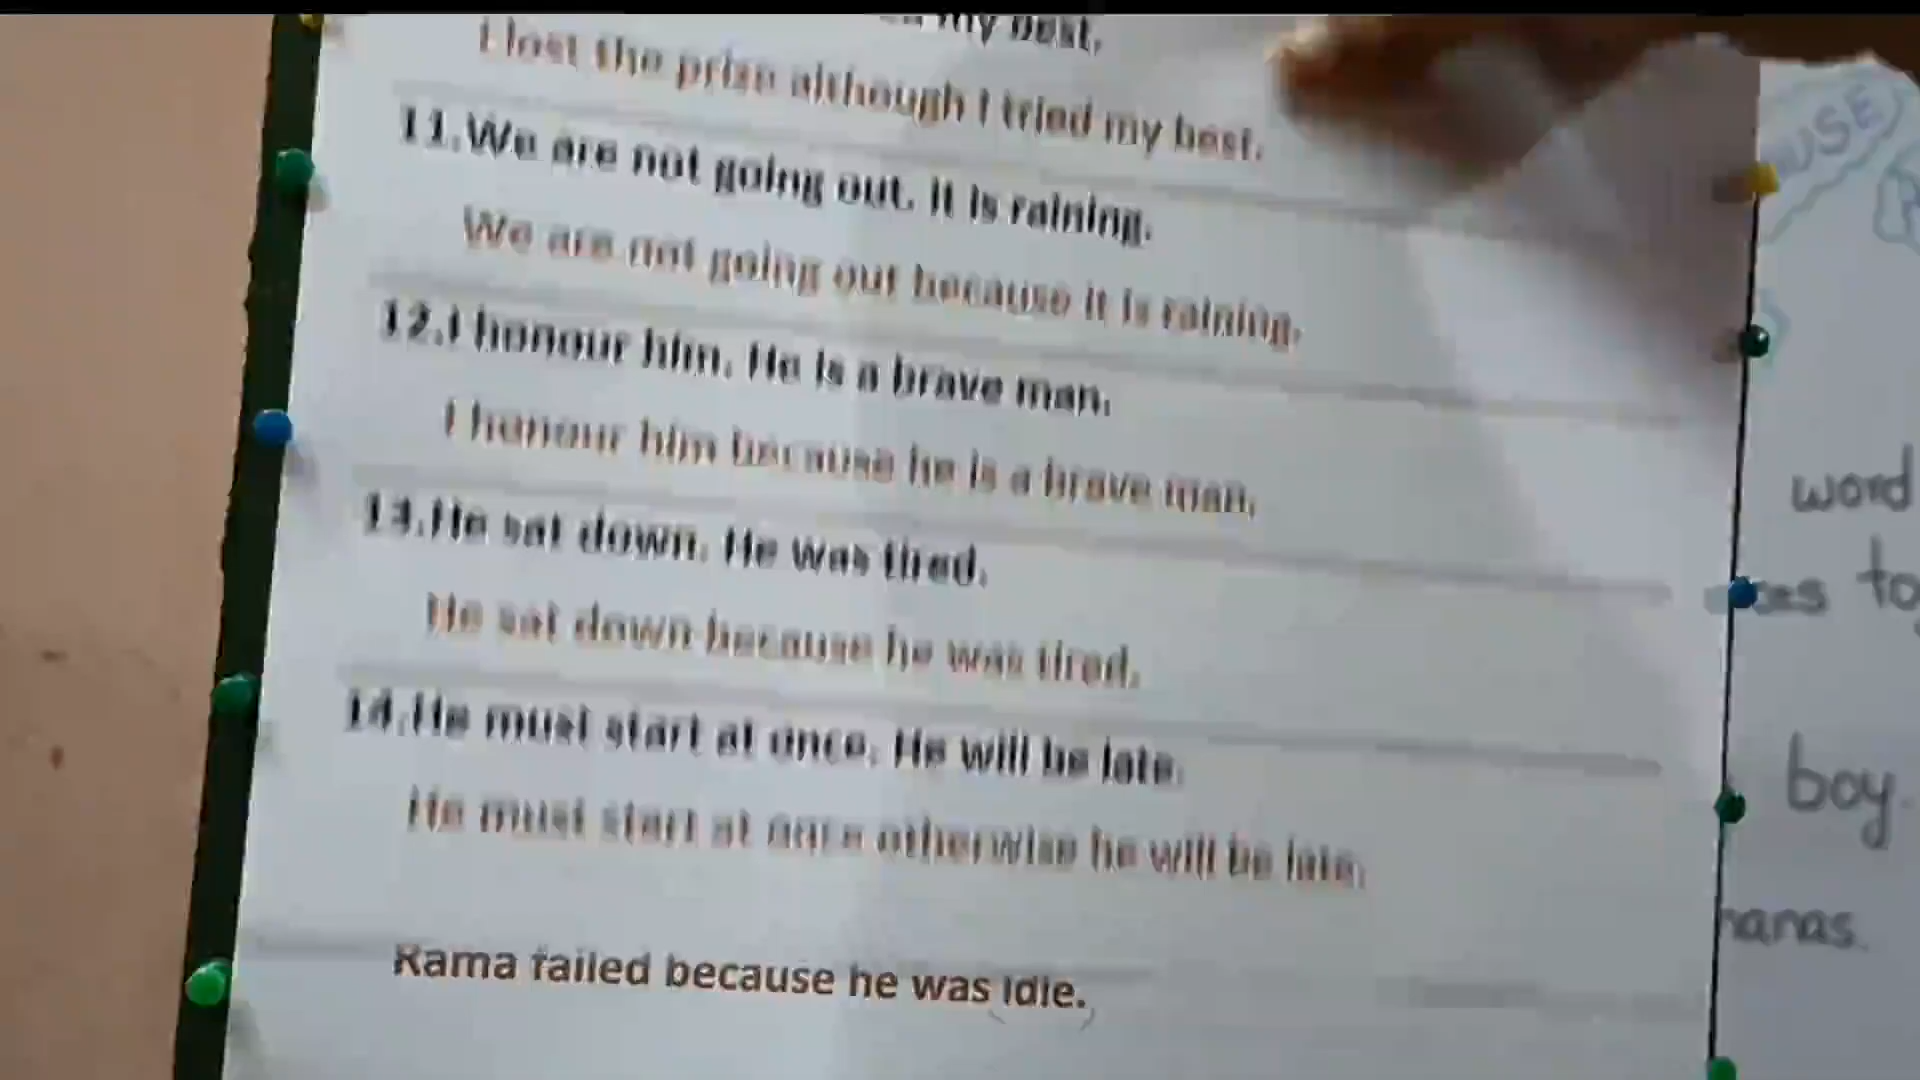 my best.
I lost the prize although I tried my best.
11.We are not going out. It is raining.
We are not going out because it is raining.
12.I honour him. He is a brave man.
I honour him because he is a brave man.
13.He sat down. He was tired.
He sat down because he was tired.
14.He must start at once. He will be late.
He must start at once otherwise he will be late.
Rama failed because he was idle.
USE
word
to
boy.